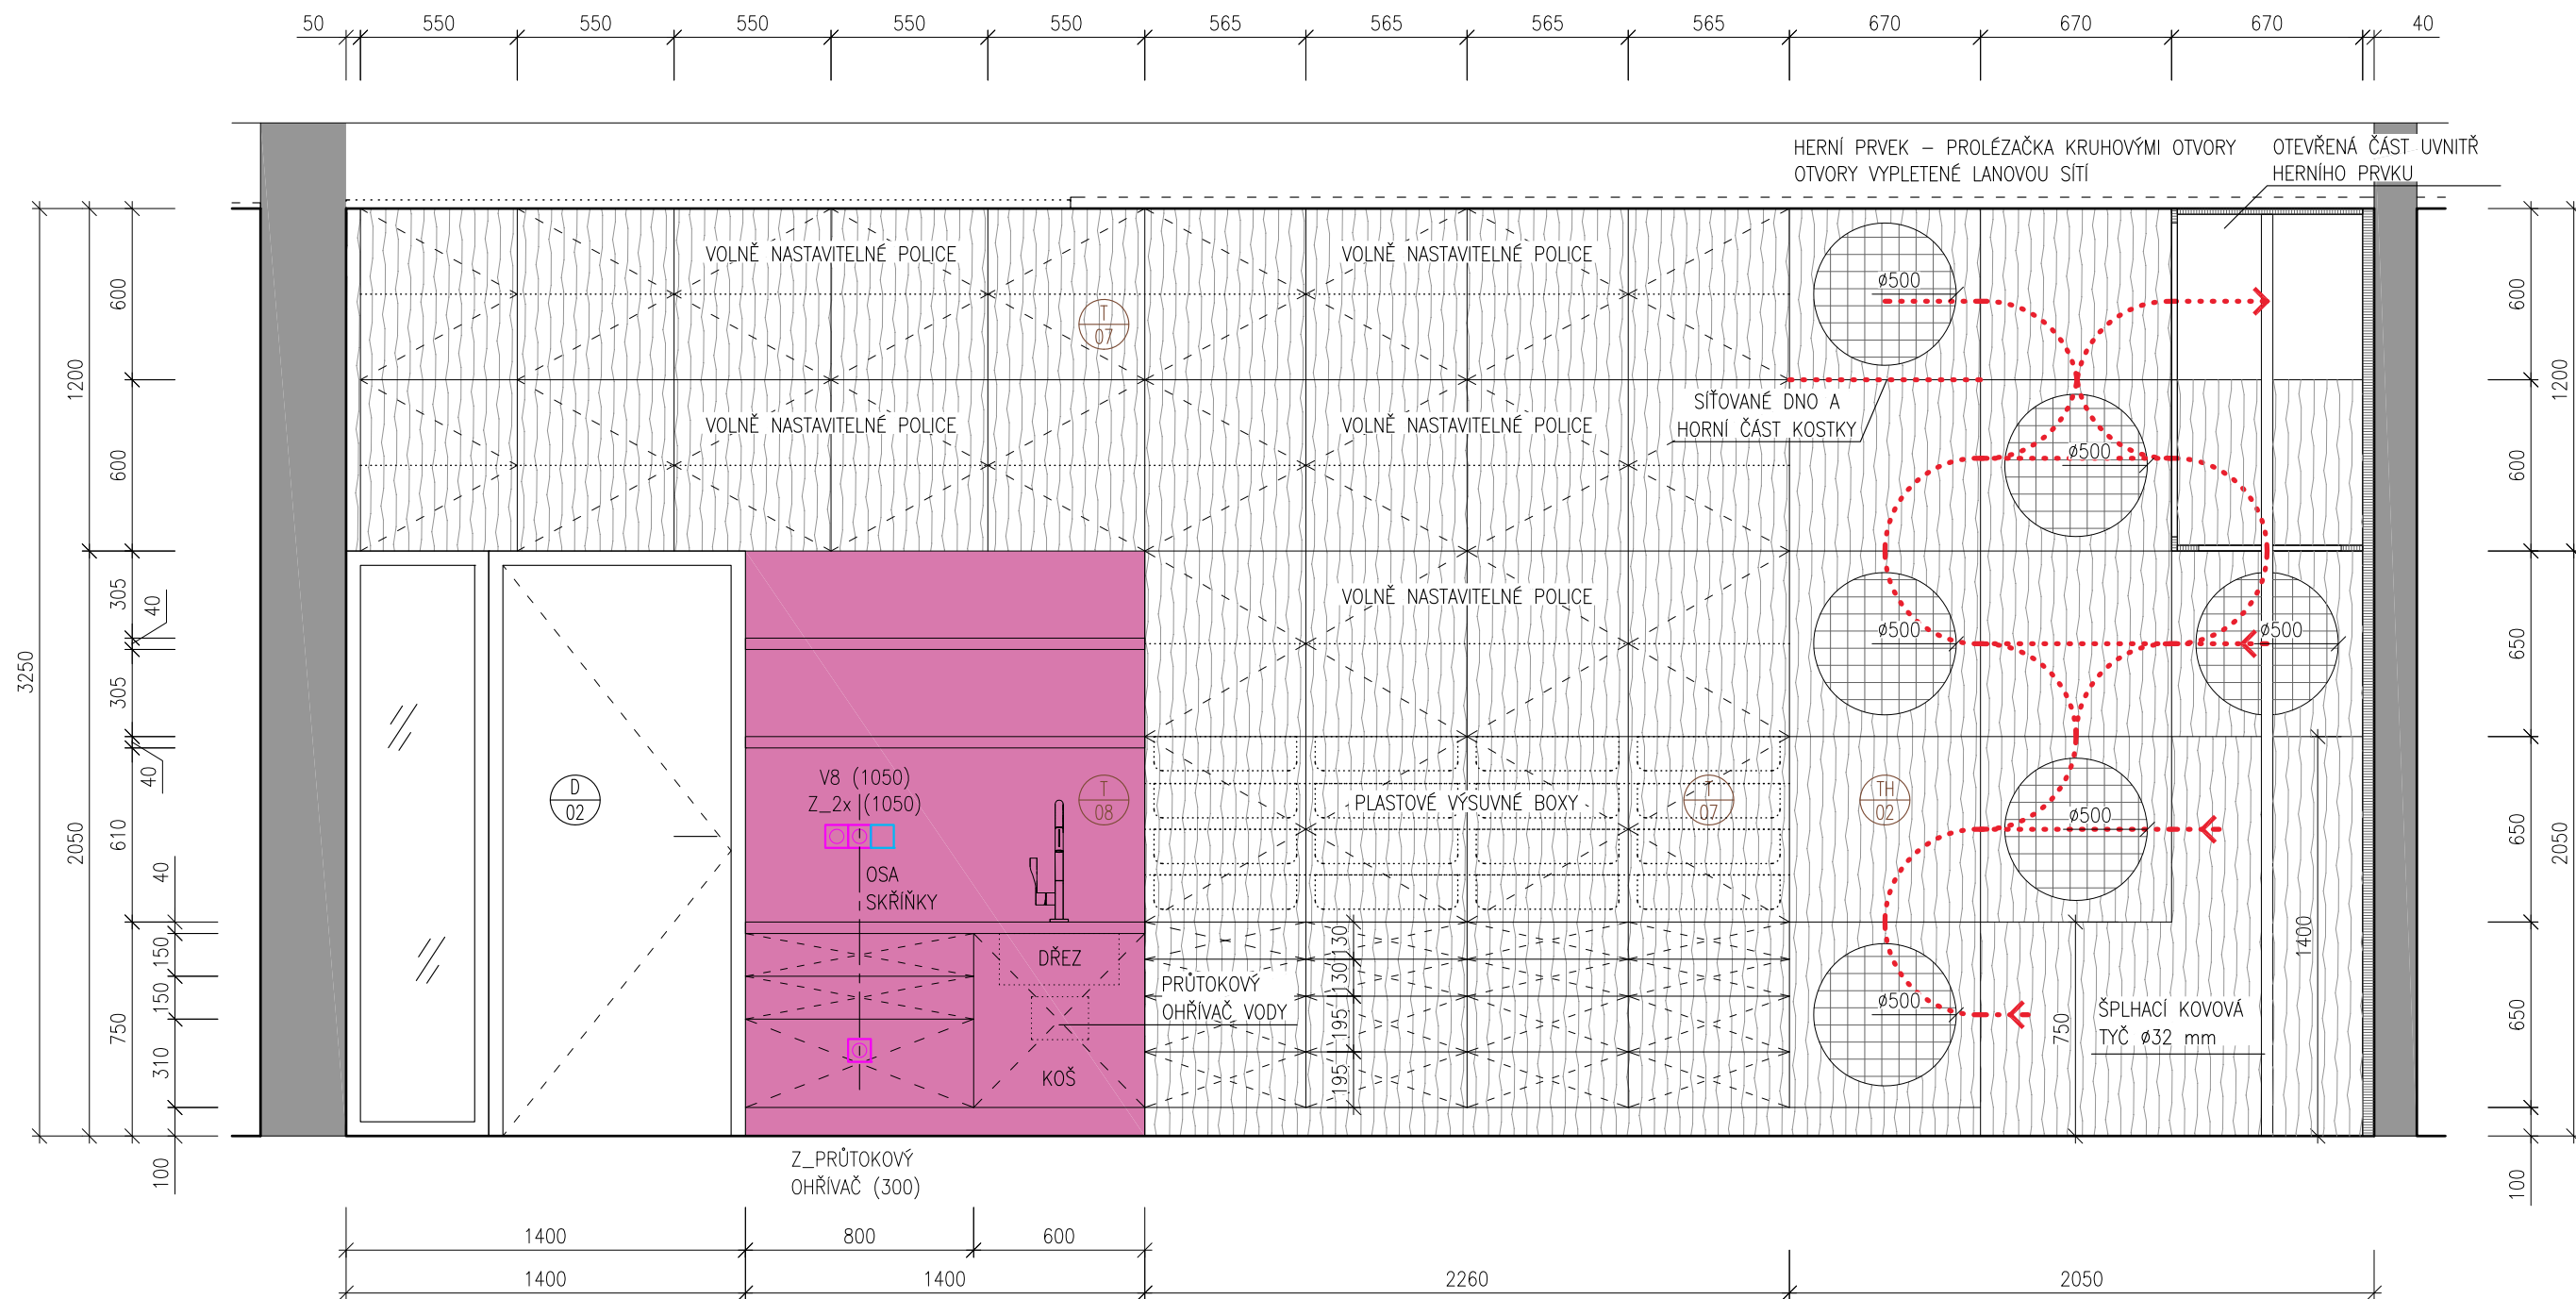 50 550 550 550 550 550 565 565 565 565 670 670 670 40
HERNÍ PRVEK – PROLÉZAČKA KRUHOVÝMI OTVORY
OTVORY VYPLETENÉ LANOVOU SÍTÍ
OTEVŘENÁ ČÁST UVNITŘ
HERNÍHO PRVKU
VOLNĚ NASTAVITELNÉ POLICE
VOLNĚ NASTAVITELNÉ POLICE
ø500
600
600
T
07
1200
1200
SÍŤOVANÉ DNO A
HORNÍ ČÁST KOSTKY
VOLNĚ NASTAVITELNÉ POLICE
VOLNĚ NASTAVITELNÉ POLICE
ø500
600
600
305
40
VOLNĚ NASTAVITELNÉ POLICE
ø500
ø500
650
3250
305
40
V8 (1050)
Z_2x (1050)
D
02
T
08
PLASTOVÉ VÝSUVNÉ BOXY
T
07
TH
02
ø500
650
2050
610
2050
40
OSA
SKŘÍŇKY
150
DŘEZ
130
1400
PRŮTOKOVÝ
OHŘÍVAČ VODY
130
150
750
195
ø500
750
ŠPLHACÍ KOVOVÁ
TYČ ø32 mm
650
310
KOŠ
195
100
Z_PRŮTOKOVÝ
OHŘÍVAČ (300)
100
1400 800 600
1400 1400 2260 2050